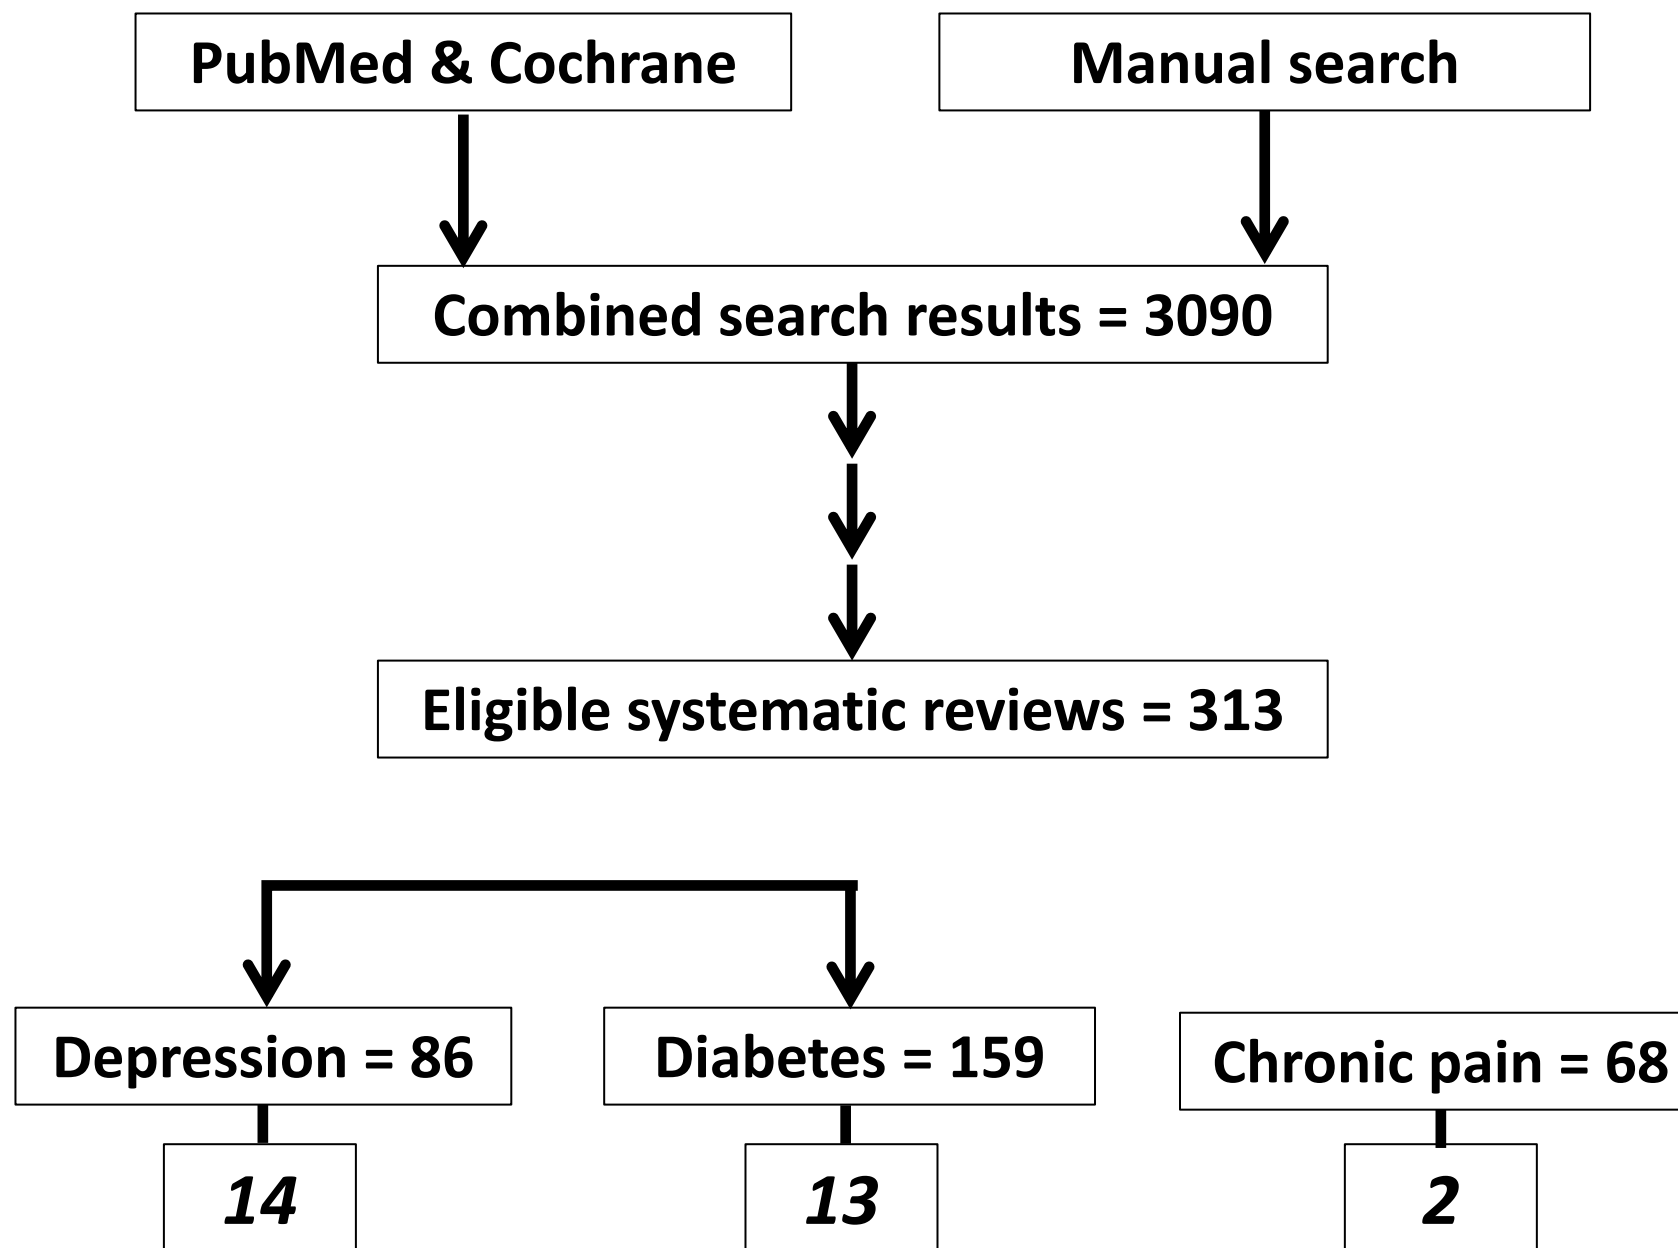 PubMed & Cochrane
Manual search
Combined search results = 3090
Eligible systematic reviews = 313
Depression = 86
Diabetes = 159
Chronic pain = 68
14
13
2